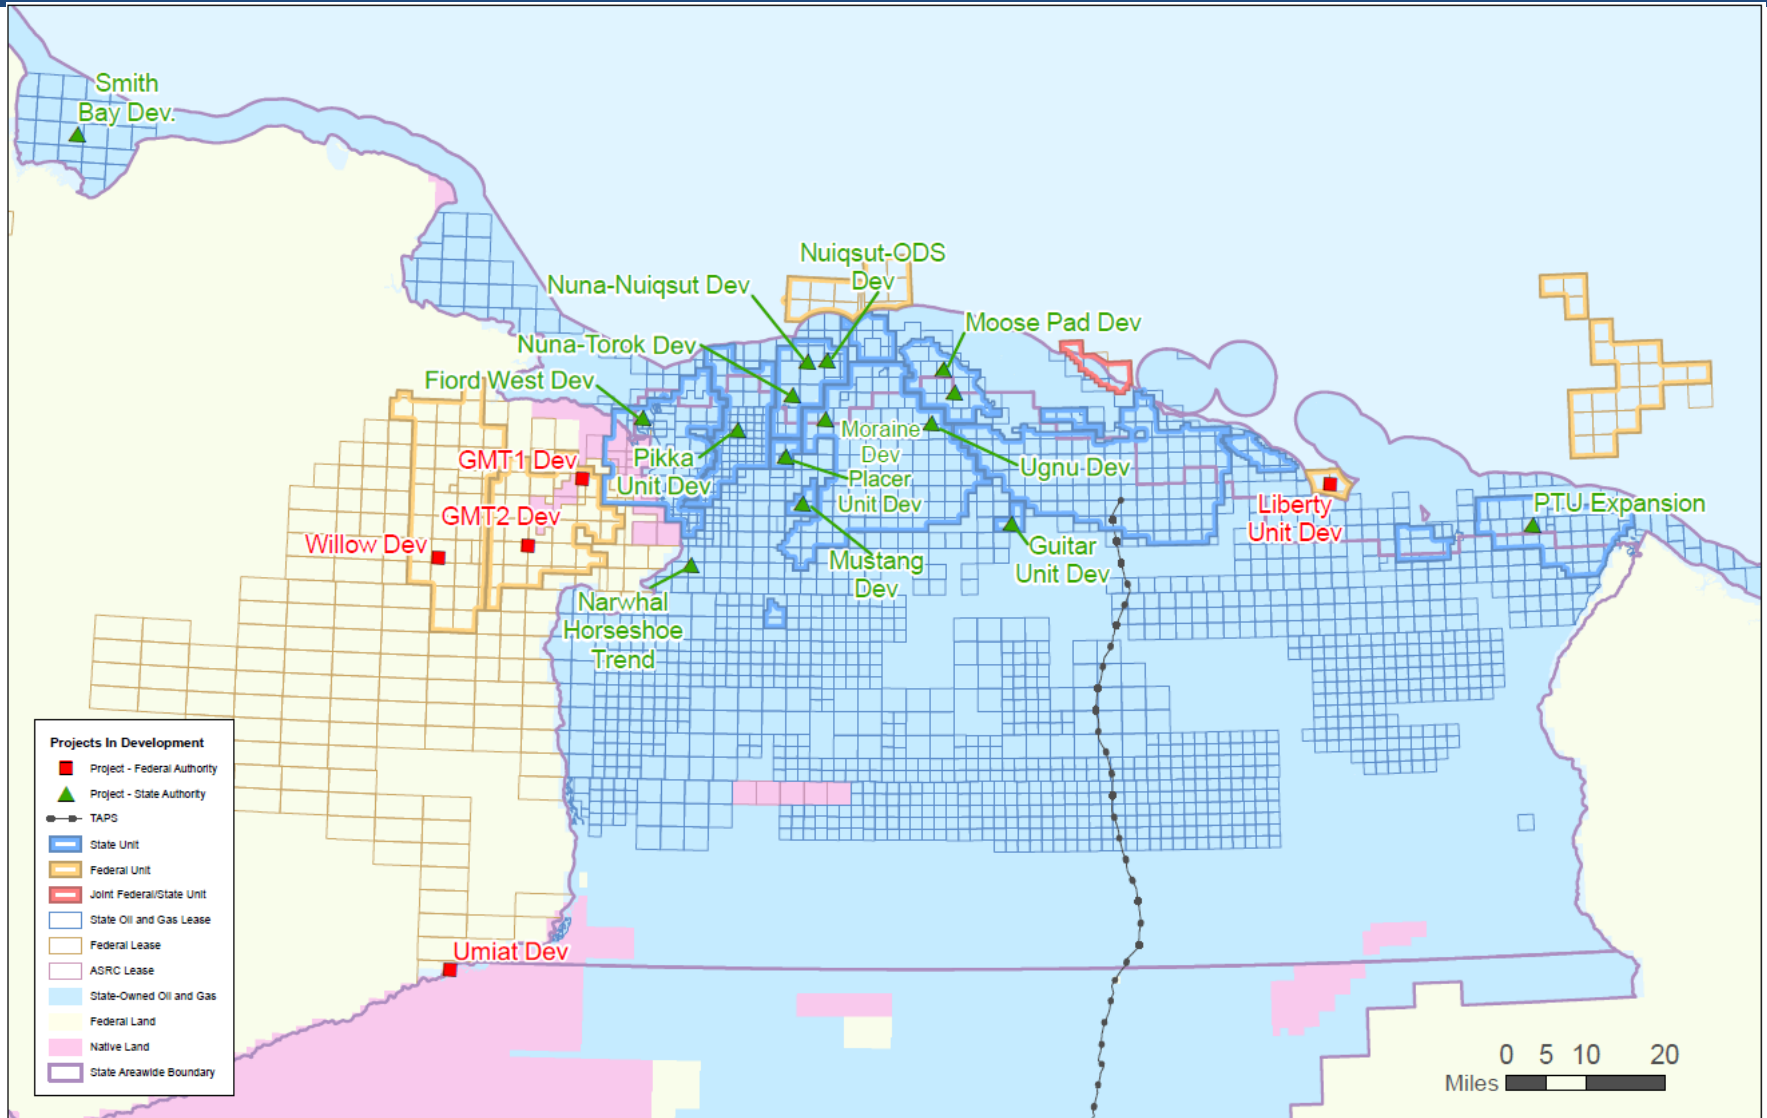 Smith
Bay Dev.
Nuiqsut-ODS
Dev
Nuna-Nuiqsut Dev
Moose Pad Dev
Nuna-Torok Dev
Fiord West Dev
Moraine
Dev
GMT1 Dev
Pikka
Unit Dev
Ugnu Dev
Placer
Unit Dev
GMT2 Dev
Liberty
Unit Dev
PTU Expansion
Willow Dev
Mustang
Dev
Guitar
Unit Dev
Narwhal
Horseshoe
Trend
Umiat Dev
Projects In Development
Project - Federal Authority
Project - State Authority
TAPS
State Unit
Federal Unit
Joint Federal/State Unit
State Oil and Gas Lease
Federal Lease
ASRC Lease
State-Owned Oil and Gas
Federal Land
Native Land
State Areawide Boundary
0 5 10 20
Miles